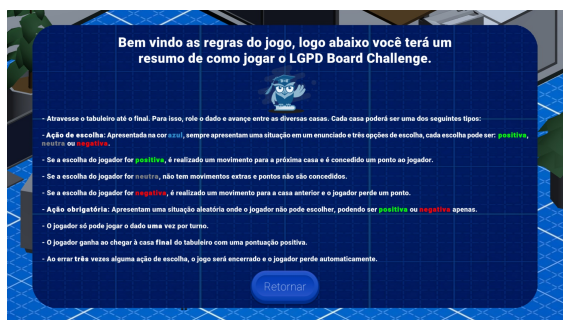 Bem vindo as regras do jogo, logo abaixo você terá um
resumo de como jogar o LGPD Board Challenge.
- Atravesse o tabuleiro até o final. Para isso, role o dado e avance entre as diversas casas. Cada casa poderá ser uma dos seguintes tipos:
- Ação de escolha: Apresentada na cor azul, sempre apresentam uma situação em um enunciado e três opções de escolha, cada escolha pode ser: positiva,
neutra ou negativa.
- Se a escolha do jogador for positiva, é realizado um movimento para a próxima casa e é concedido um ponto ao jogador.
- Se a escolha do jogador for neutra, não tem movimentos extras e pontos não são concedidos.
- Se a escolha do jogador for negativa, é realizado um movimento para a casa anterior e o jogador perde um ponto.
- Ação obrigatória: Apresentam uma situação aleatória onde o jogador não pode escolher, podendo ser positiva ou negativa apenas.
- O jogador só pode jogar o dado uma vez por turno.
- O jogador ganha ao chegar à casa final do tabuleiro com uma pontuação positiva.
- Ao errar três vezes alguma ação de escolha, o jogo será encerrado e o jogador perde automaticamente.
Retornar